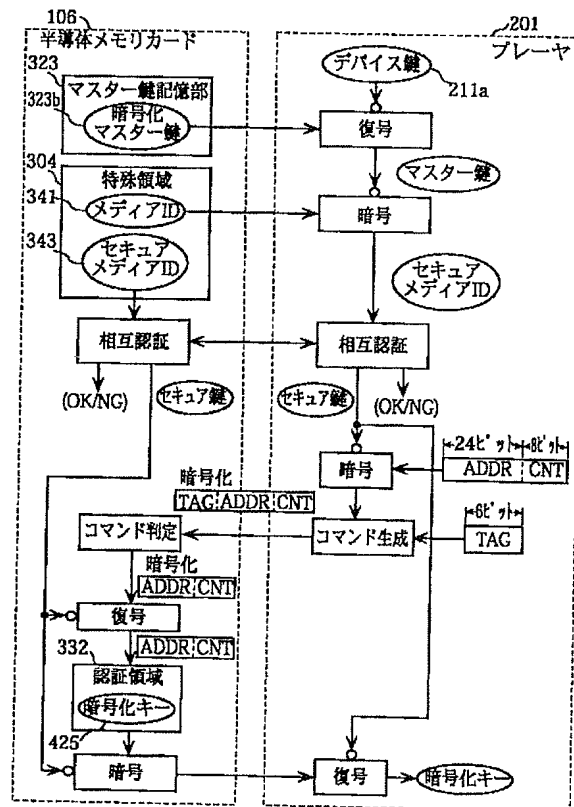 106
半導体メモリカード
201
プレーヤ
323
マスター鍵記憶部
323b
暗号化
マスター鍵
デバイス鍵
211a
復号
マスター鍵
304
特殊領域
341
メディアID
暗号
343
セキュア
メディアID
セキュア
メディアID
相互認証
相互認証
(OK/NG)
セキュア鍵
セキュア鍵
(OK/NG)
24ビット
8ビット
暗号
ADDR CNT
暗号化
TAG ADDR CNT
6ビット
コマンド判定
コマンド生成
TAG
暗号化
ADDR CNT
復号
332
ADDR CNT
認証領域
暗号化キー
425
暗号
復号
暗号化キー